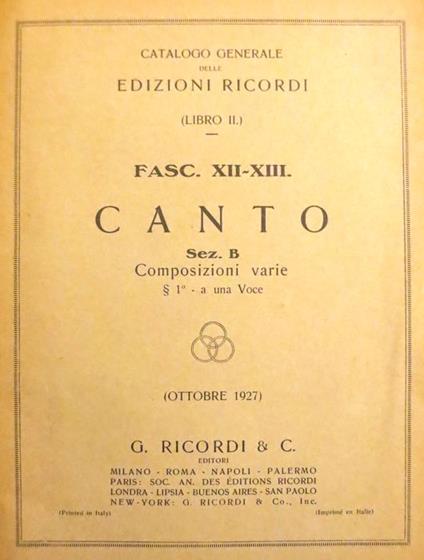 CATALOGO GENERALE
DELLE
EDIZIONI RICORDI
(LIBRO II.)
FASC. XII-XIII.
CANTO
Sez. B
Composizioni varie
§ 1º - a una Voce
(OTTOBRE 1927)
G. RICORDI & C.
EDITORI
MILANO - ROMA - NAPOLI - PALERMO
PARIS: SOC. AN. DES ÉDITIONS RICORDI
LONDRA - LIPSIA - BUENOS AIRES - SAN PAOLO
NEW-YORK: G. RICORDI & Co., Inc.
(Printed in Italy) (Imprimé en Italie)